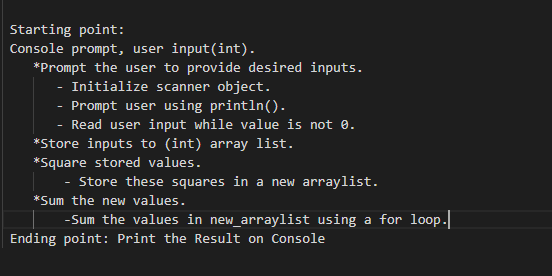 Starting point:
Console prompt, user input(int).
*Prompt the user to provide desired inputs.
- Initialize scanner object.
- Prompt user using println().
- Read user input while value is not 0.
*Store inputs to (int) array list.
*Square stored values.
- Store these squares in a new arraylist.
*Sum the new values.
-Sum the values in new_arraylist using a for loop.
Ending point: Print the Result on Console